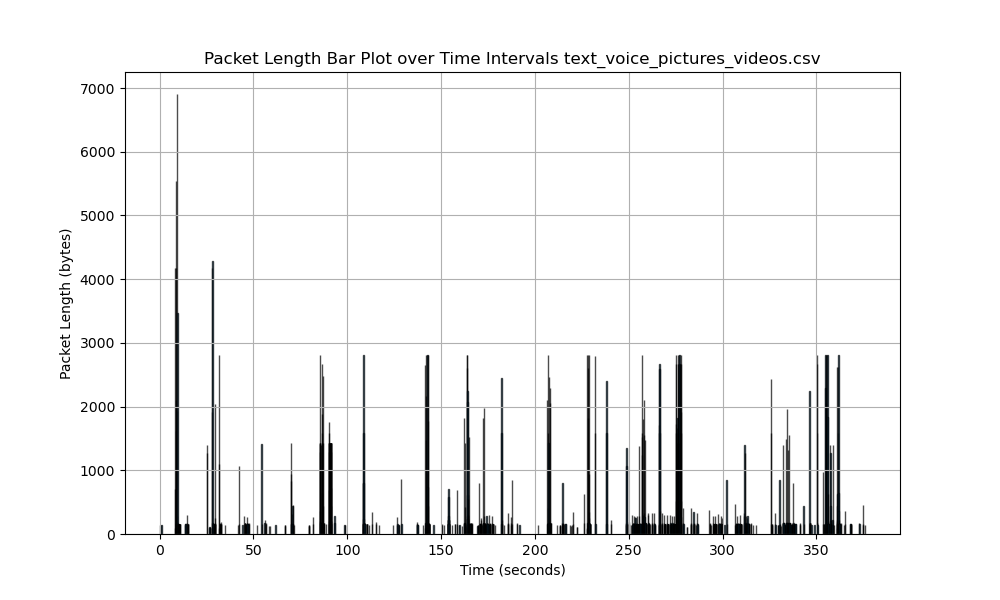 Packet Length Bar Plot over Time Intervals text_voice_pictures_videos.csv
7000
6000
5000
4000
3000
2000
1000
0
Packet Length (bytes)
0 50 100 150 200 250 300 350
Time (seconds)